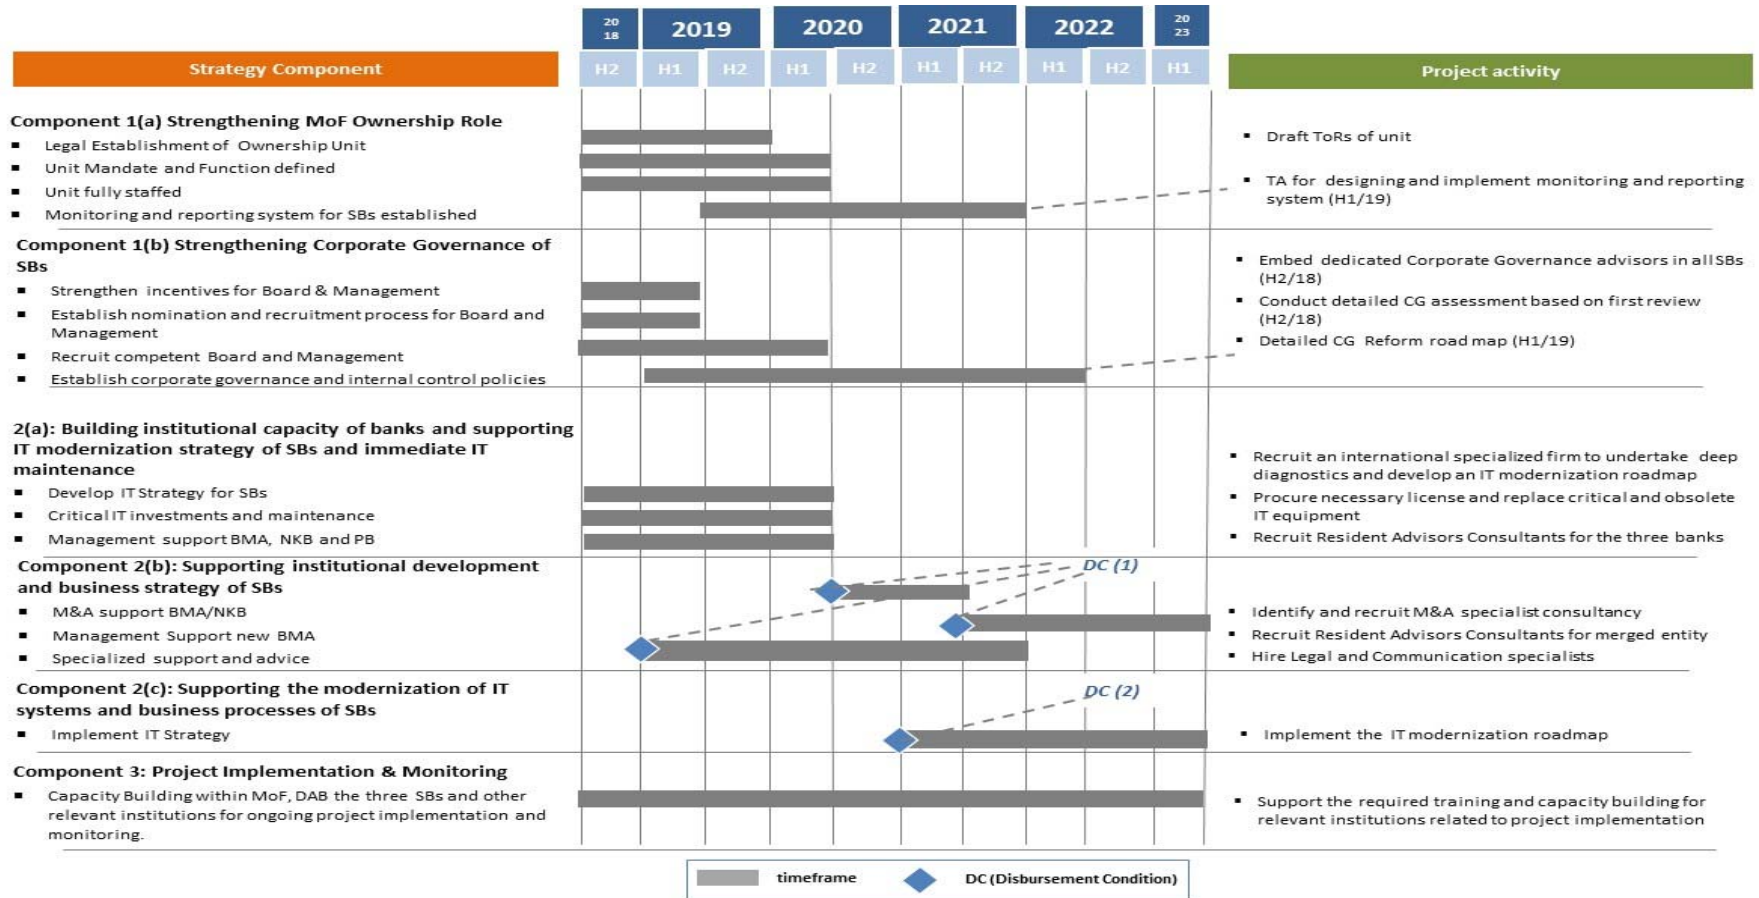 20
18
2019
2020
2021
2022
20
23
Strategy Component
H2
H1
H2
H1
H2
H1
H2
H1
H2
H1
Project activity
Component 1(a) Strengthening MoF Ownership Role
▪ Legal Establishment of Ownership Unit
▪ Unit Mandate and Function defined
▪ Unit fully staffed
▪ Monitoring and reporting system for SBs established
▪ Draft ToRs of unit
▪ TA for designing and implement monitoring and reporting
system (H1/19)
Component 1(b) Strengthening Corporate Governance of
SBs
▪ Strengthen incentives for Board & Management
▪ Establish nomination and recruitment process for Board and
Management
▪ Recruit competent Board and Management
▪ Establish corporate governance and internal control policies
▪ Embed dedicated Corporate Governance advisors in all SBs
(H2/18)
▪ Conduct detailed CG assessment based on first review
(H2/18)
▪ Detailed CG Reform road map (H1/19)
2(a): Building institutional capacity of banks and supporting
IT modernization strategy of SBs and immediate IT
maintenance
▪ Develop IT Strategy for SBs
▪ Critical IT investments and maintenance
▪ Management support BMA, NKB and PB
▪ Recruit an international specialized firm to undertake deep
diagnostics and develop an IT modernization roadmap
▪ Procure necessary license and replace critical and obsolete
IT equipment
▪ Recruit Resident Advisors Consultants for the three banks
Component 2(b): Supporting institutional development
and business strategy of SBs
▪ M&A support BMA/NKB
▪ Management Support new BMA
▪ Specialized support and advice
DC (1)
▪ Identify and recruit M&A specialist consultancy
▪ Recruit Resident Advisors Consultants for merged entity
▪ Hire Legal and Communication specialists
Component 2(c): Supporting the modernization of IT
systems and business processes of SBs
▪ Implement IT Strategy
DC (2)
▪ Implement the IT modernization roadmap
Component 3: Project Implementation & Monitoring
▪ Capacity Building within MoF, DAB the three SBs and other
relevant institutions for ongoing project implementation and
monitoring.
▪ Support the required training and capacity building for
relevant institutions related to project implementation
timeframe
DC (Disbursement Condition)